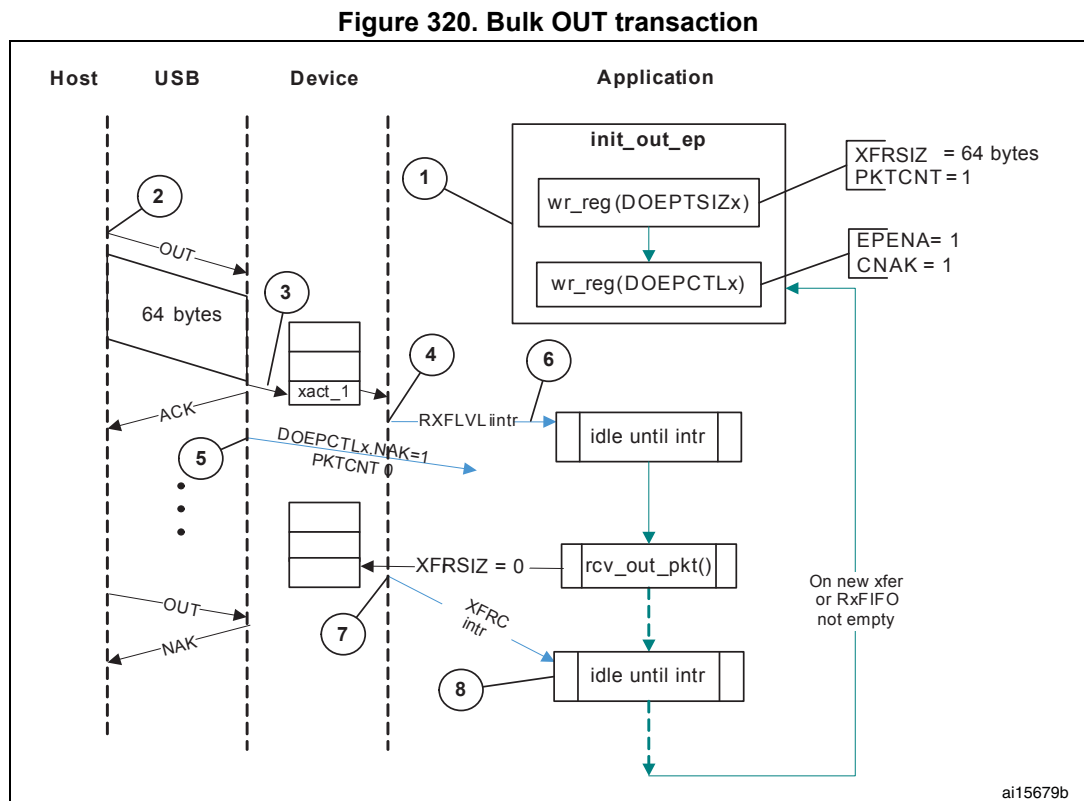 Figure 320. Bulk OUT transaction
Host USB Device Application
init_out_ep
XFRSIZ = 64 bytes
PKTCNT = 1
1
wr_reg(DOEPTSIZx)
2
OUT
EPENA= 1
CNAK = 1
wr_reg(DOEPCTLx)
3
64 bytes
4
6
xact_1
ACK
RXFLVL iintr
idle until intr
DOEPCTLx.NAK=1
PKTCNT 0
5
XFRSIZ = 0
rcv_out_pkt()
On new xfer
or RxFIFO
not empty
OUT
XFRC
intr
7
NAK
idle until intr
8
ai15679b